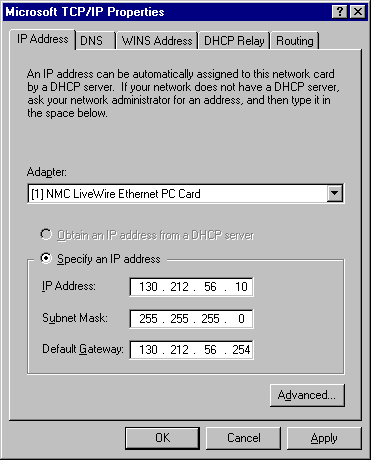 Microsoft TCP/IP Properties
IP Address DNS WINS Address DHCP Relay Routing
An IP address can be automatically assigned to this network card
by a DHCP server. If your network does not have a DHCP server,
ask your network administrator for an address, and then type it in
the space below.
Adapter:
[1] NMC LiveWire Ethernet PC Card
Obtain an IP address from a DHCP server
Specify an IP address
IP Address: 130 . 212 . 56 . 10
Subnet Mask: 255 . 255 . 255 . 0
Default Gateway: 130 . 212 . 56 . 254
Advanced...
OK Cancel Apply